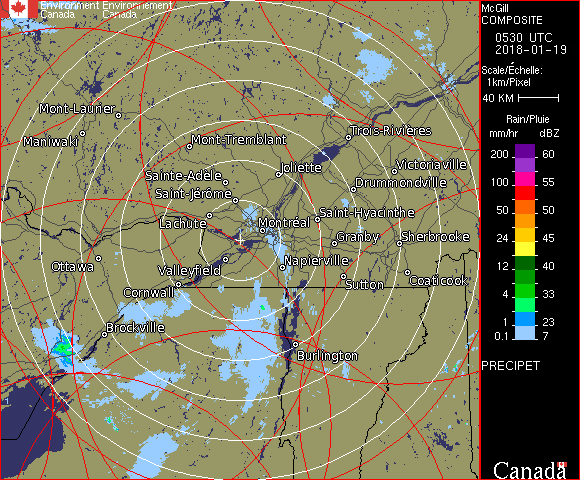 Environment Environnement
Canada Canada
McGill
COMPOSITE
0530 UTC
2018-01-19
Scale/Échelle:
1km/Pixel
40 KM
Rain/Pluie
mm/hr dBZ
200 60
100 55
50 50
24 45
12 40
4 33
1 23
0.1 7
PRECIPET
Canada
Mont-Laurier
Maniwaki
Mont-Tremblant
Trois-Rivières
Sainte-Adèle
Joliette
Victoriaville
Saint-Jérôme
Drummondville
Lachute
Montréal
Saint-Hyacinthe
Granby
Sherbrooke
Ottawa
Valleyfield
Napierville
Cornwall
Sutton
Coaticook
Brockville
Burlington
1